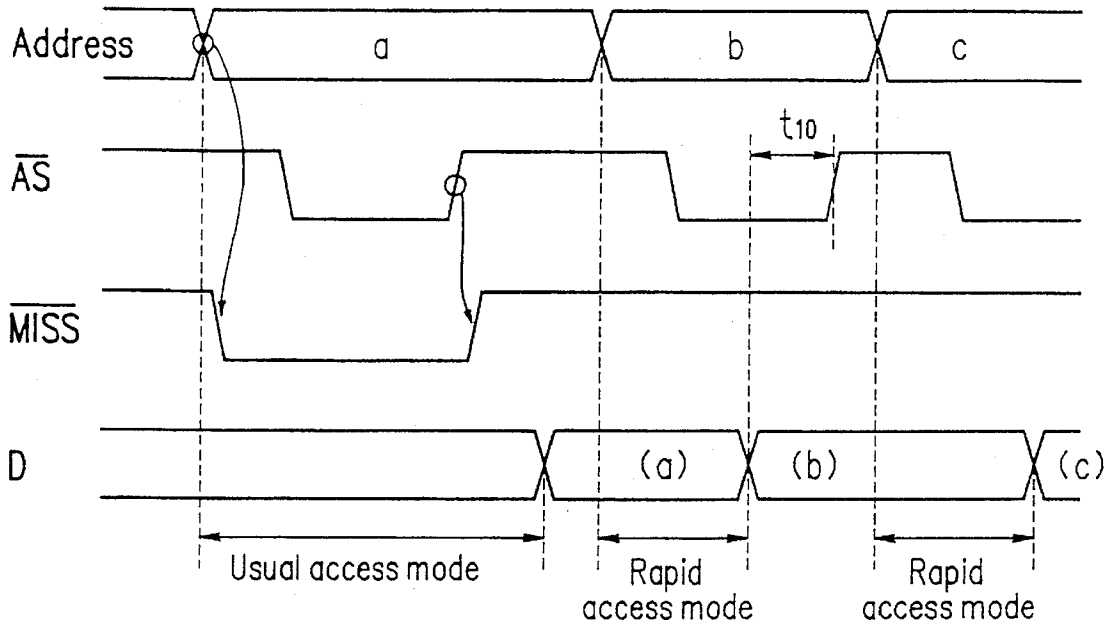 Address a b c
t10
AS
MISS
D (a) (b) (c)
Usual access mode Rapid access mode Rapid access mode